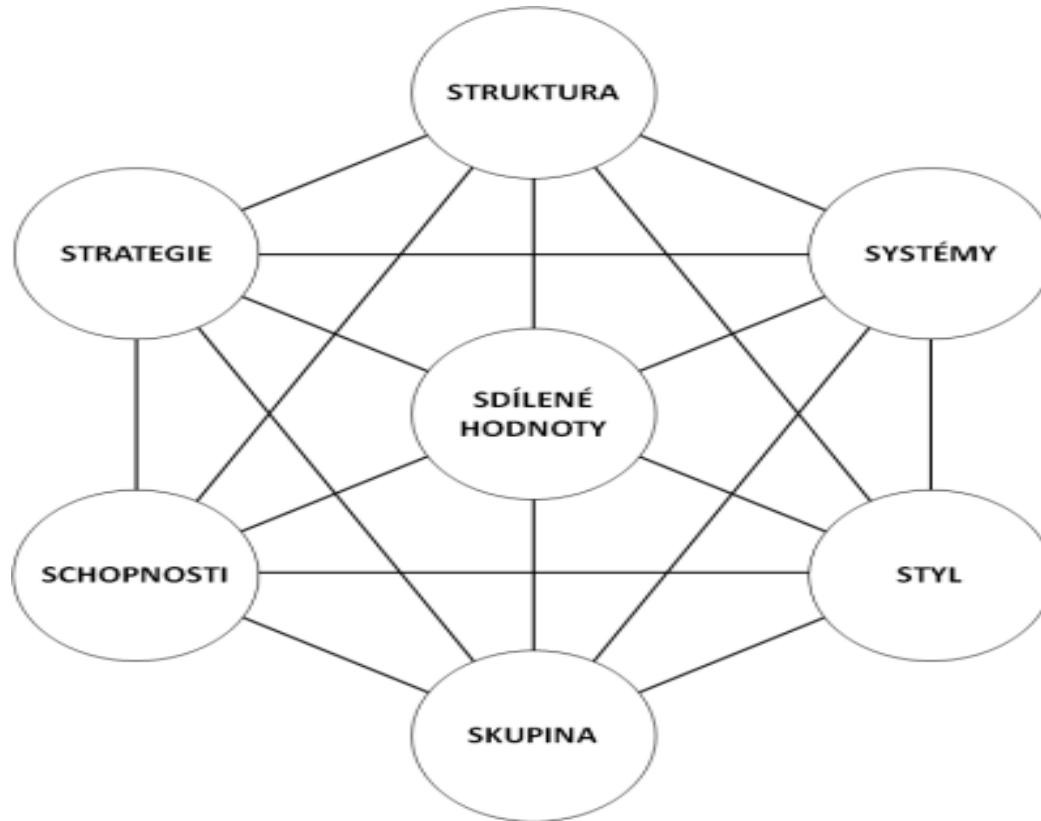 STRUKTURA
STRATEGIE
SYSTÉMY
SDÍLENÉ
HODNOTY
SCHOPNOSTI
STYL
SKUPINA